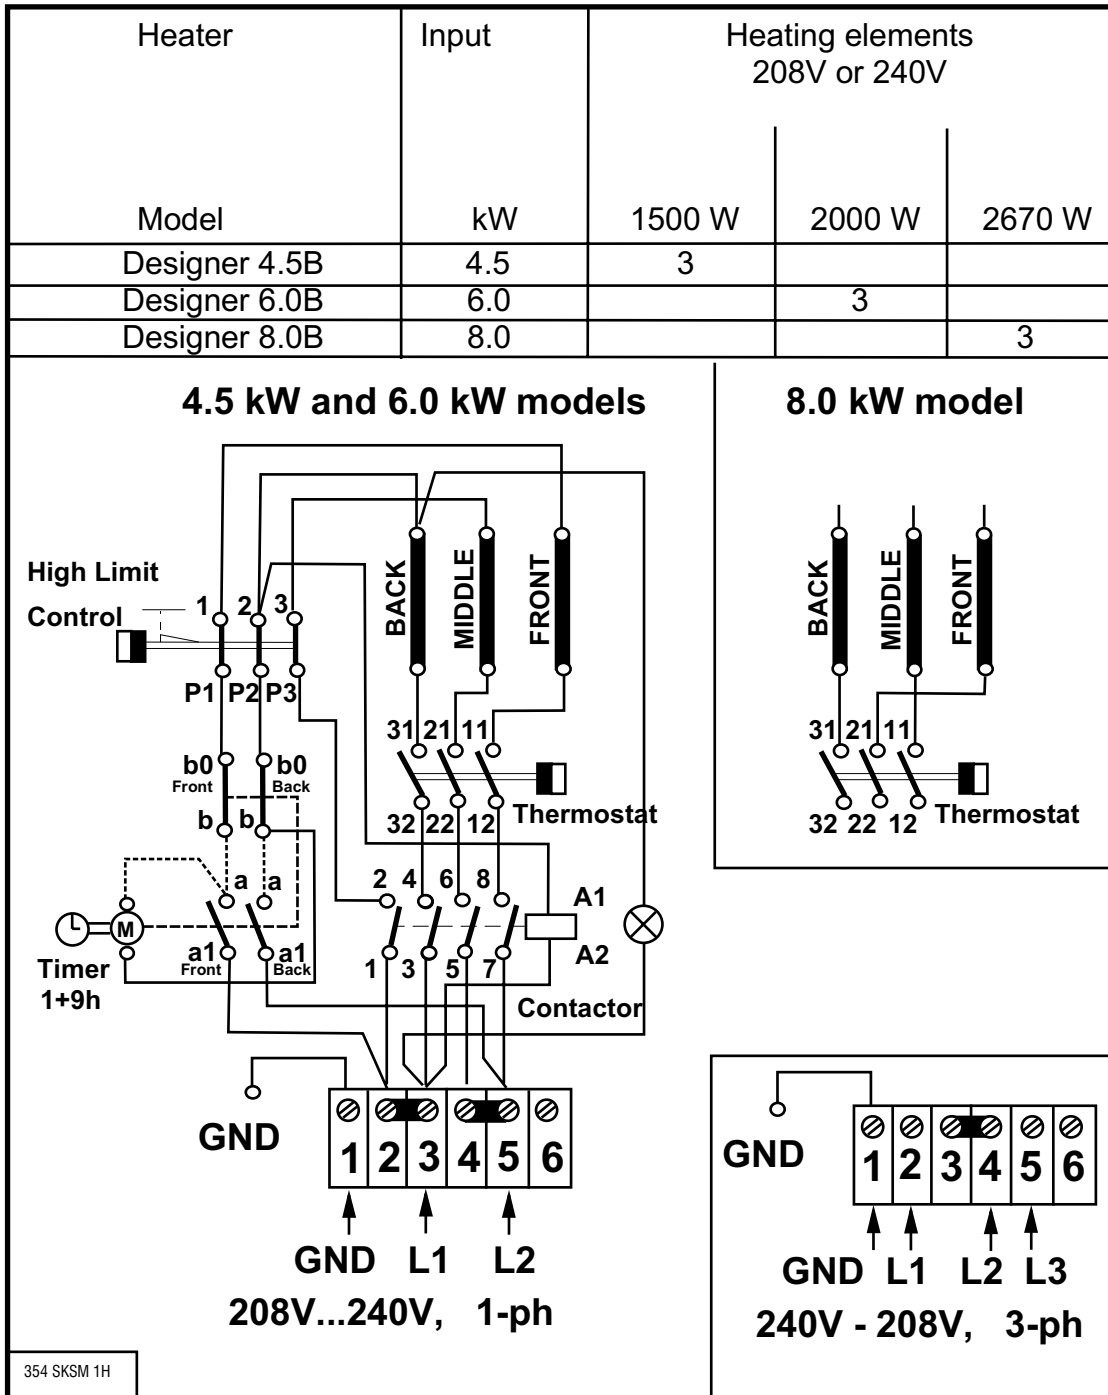 Heater Input Heating elements
208V or 240V
Model kW 1500 W 2000 W 2670 W
Designer 4.5B 4.5 3
Designer 6.0B 6.0 3
Designer 8.0B 8.0 3
4.5 kW and 6.0 kW models
High Limit
Control
1 2 3
P1 P2 P3
BACK
MIDDLE
FRONT
31 21 11
b0 b0
Front Back
Thermostat
b b
32 22 12
a a
2 4 6 8
A1
M
A2
a1 a1
Front Back
1 3 5 7
Timer
1+9h
Contactor
GND
1 2 3 4 5 6
GND L1 L2
208V...240V, 1-ph
354 SKSM 1H
8.0 kW model
BACK
MIDDLE
FRONT
31 21 11
Thermostat
32 22 12
GND
1 2 3 4 5 6
GND L1 L2 L3
240V - 208V, 3-ph